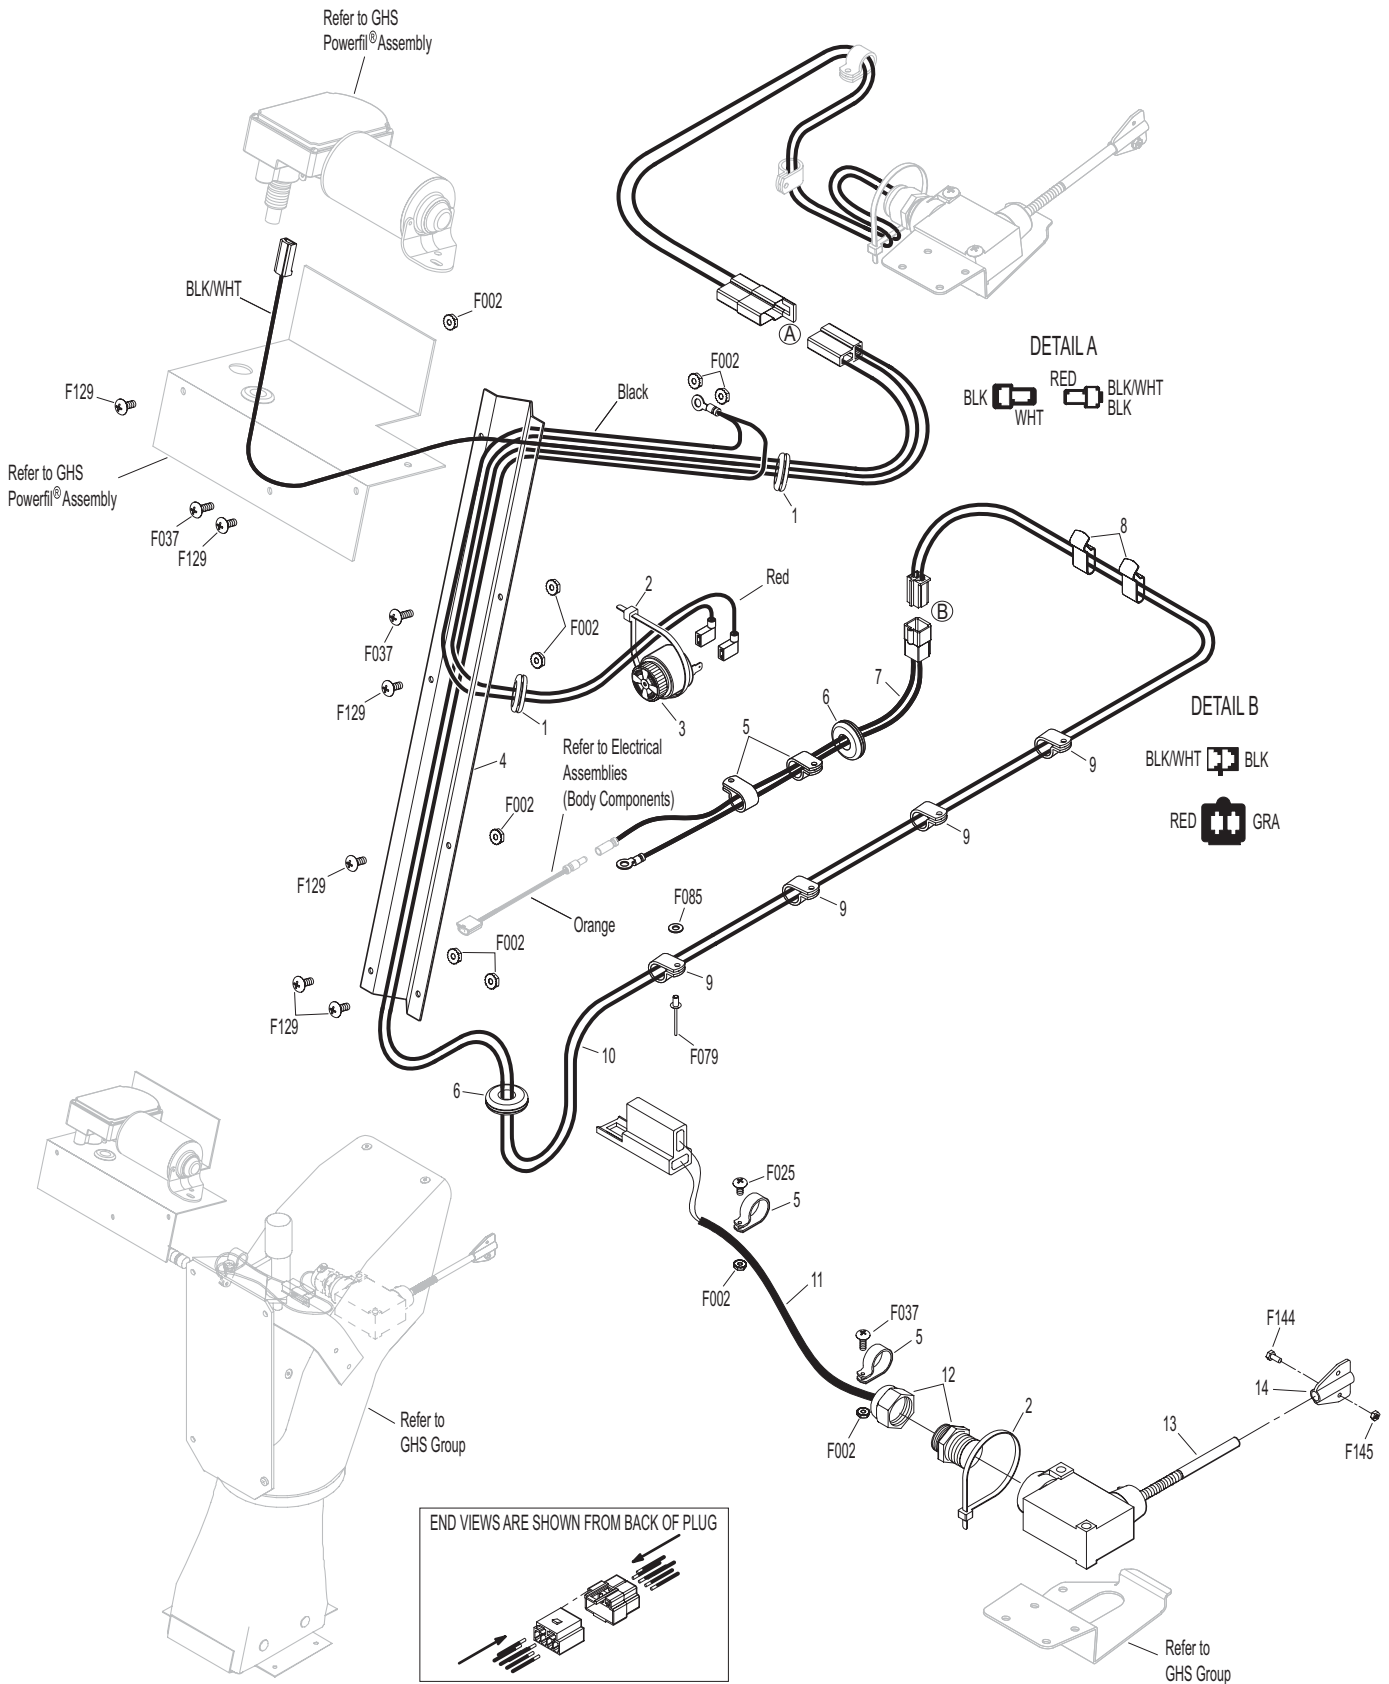 Refer to GHS
Powerfil® Assembly
BLK/WHT
F002
A
DETAIL A
F002
RED
BLK/WHT
BLK
WHT
BLK
F129
Black
Refer to GHS
Powerfil® Assembly
1
F037
F129
8
2
Red
B
F002
F037
7
6
DETAIL B
F129
1
3
5
Refer to Electrical
Assemblies
(Body Components)
4
9
BLK/WHT
BLK
F002
9
RED
GRA
F129
F085
9
Orange
F002
9
F129
10
F079
6
F025
5
11
F002
F037
5
F144
12
14
2
13
F002
F145
Refer to
GHS Group
END VIEWS ARE SHOWN FROM BACK OF PLUG
Refer to
GHS Group